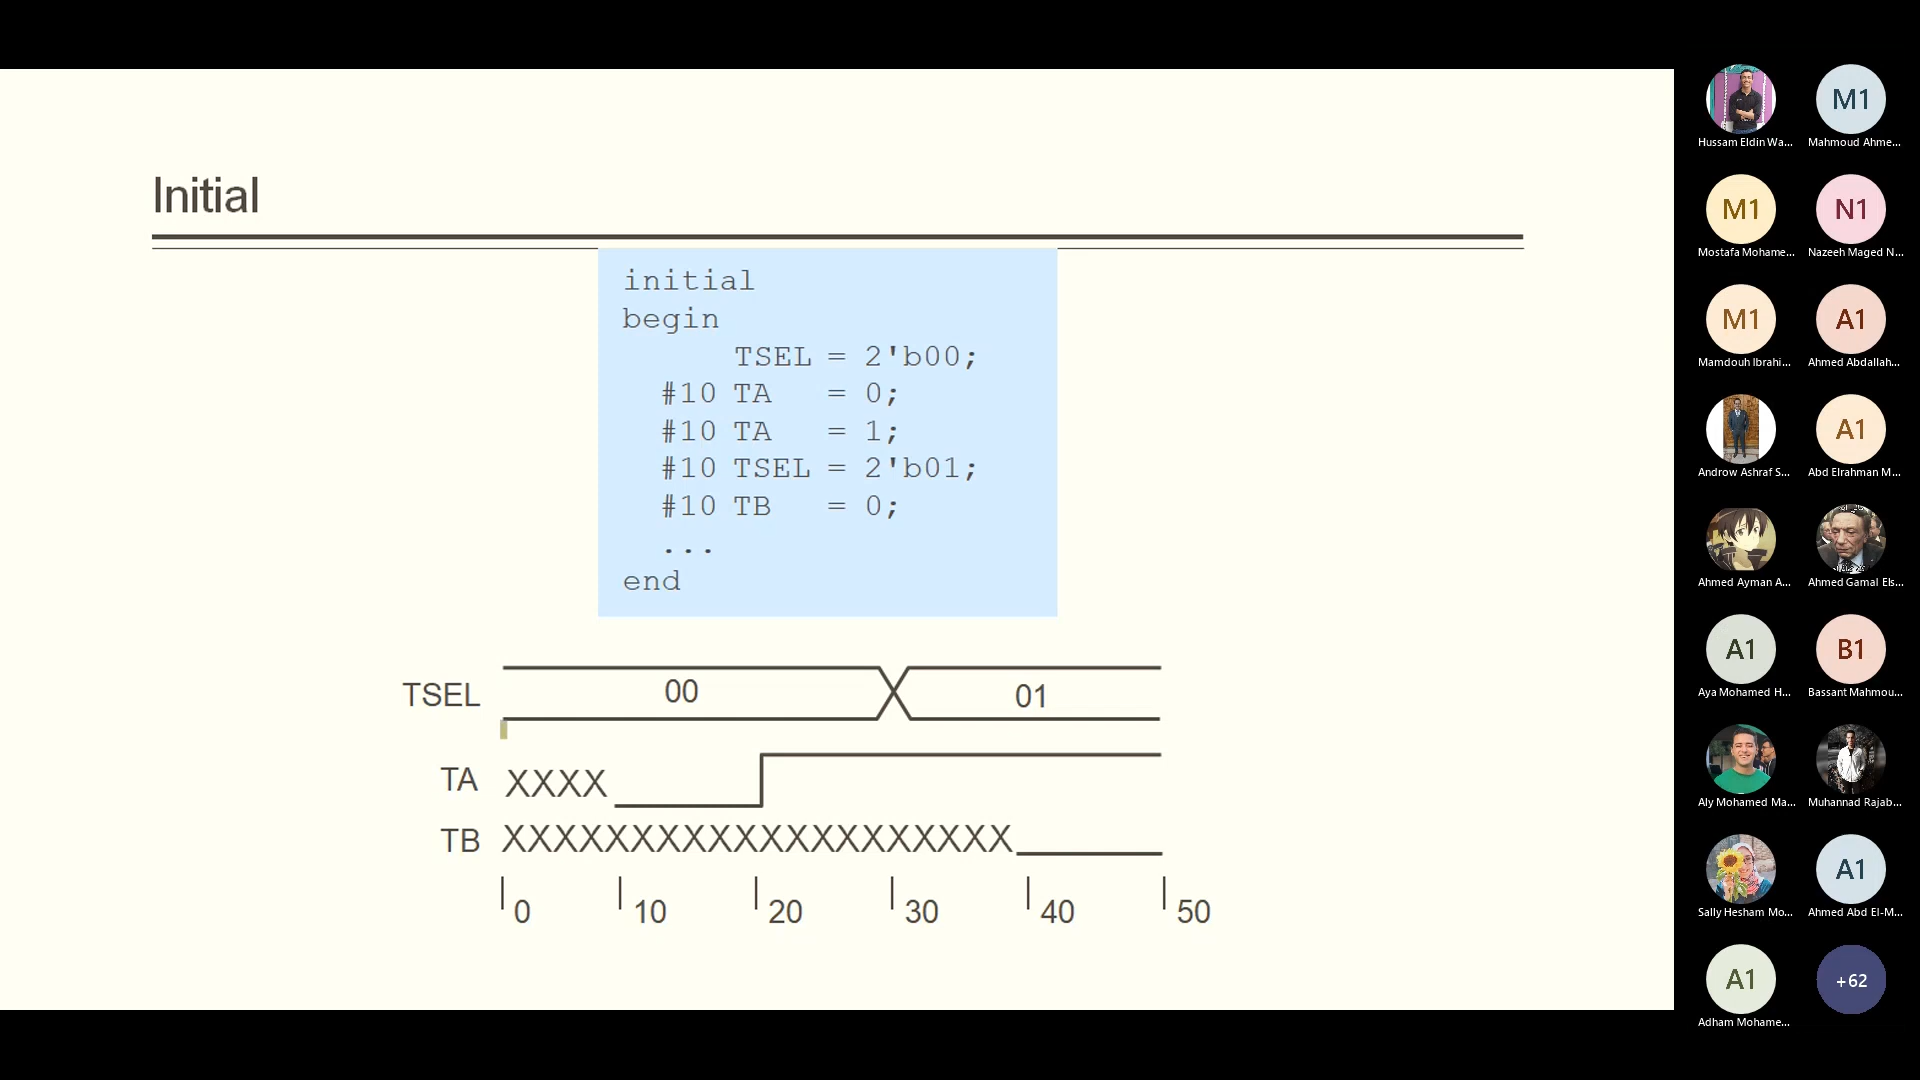 Initial
initial
begin
TSEL = 2'b00;
#10 TA = 0;
#10 TA = 1;
#10 TSEL = 2'b01;
#10 TB = 0;
...
end
TSEL 00 01
TA XXXX
TB XXXXXXXXXXXXXXXXXXXX
0 10 20 30 40 50
M1
Hussam Eldin Wa... Mahmoud Ahme...
M1 N1
Mostafa Mohame... Nazeeh Maged N...
M1 A1
Mamdouh Ibrahi... Ahmed Abdallah...
A1
Androw Ashraf S... Abd Elrahman M...
Ahmed Ayman A... Ahmed Gamal Els...
A1 B1
Aya Mohamed H... Bassant Mahmou...
Aly Mohamed Ma... Muhannad Rajab...
A1
Sally Hesham Mo... Ahmed Abd El-M...
A1 +62
Adham Mohame...